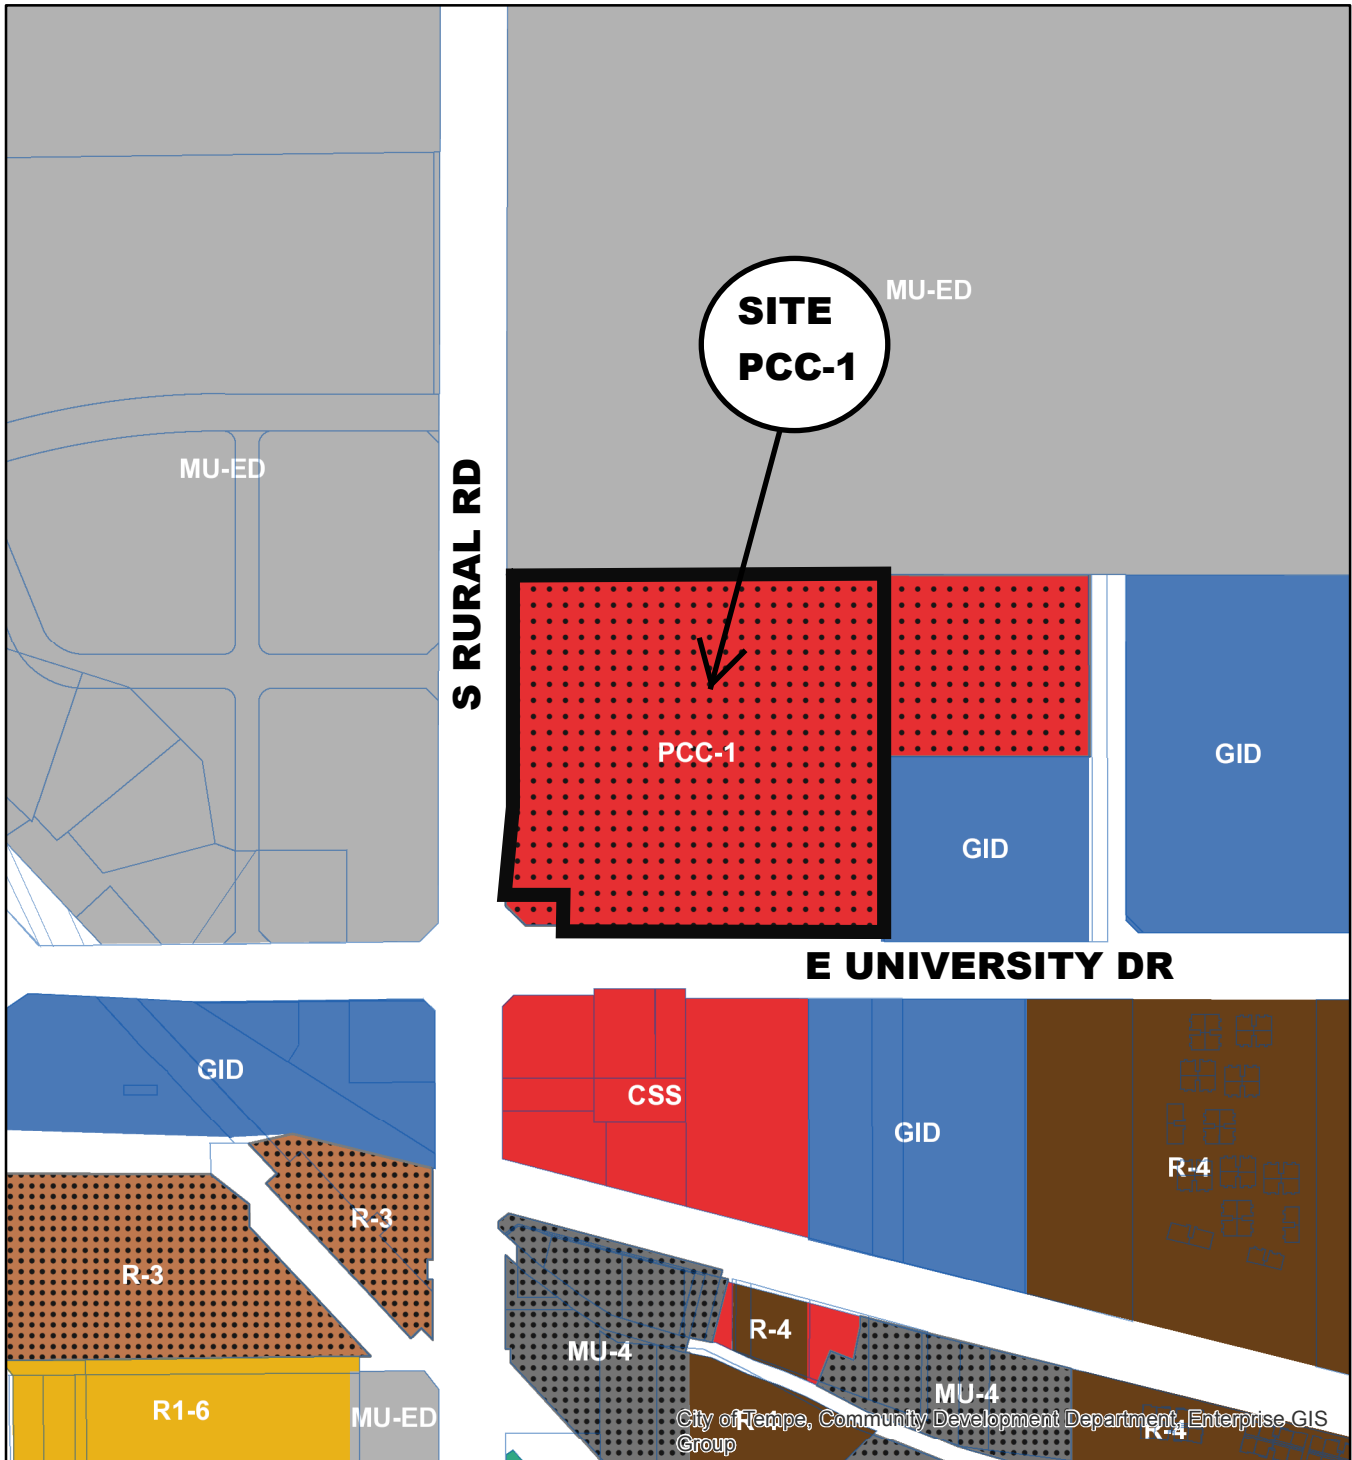 SITE
PCC-1
MU-ED
MU-ED
S RURAL RD
PCC-1
GID
GID
E UNIVERSITY DR
GID
CSS
GID
R-4
R-3
R-3
R-4
MU-4
MU-4
R1-6
MU-ED
R-4
R-4
City of Tempe, Community Development Department, Enterprise GIS
Group